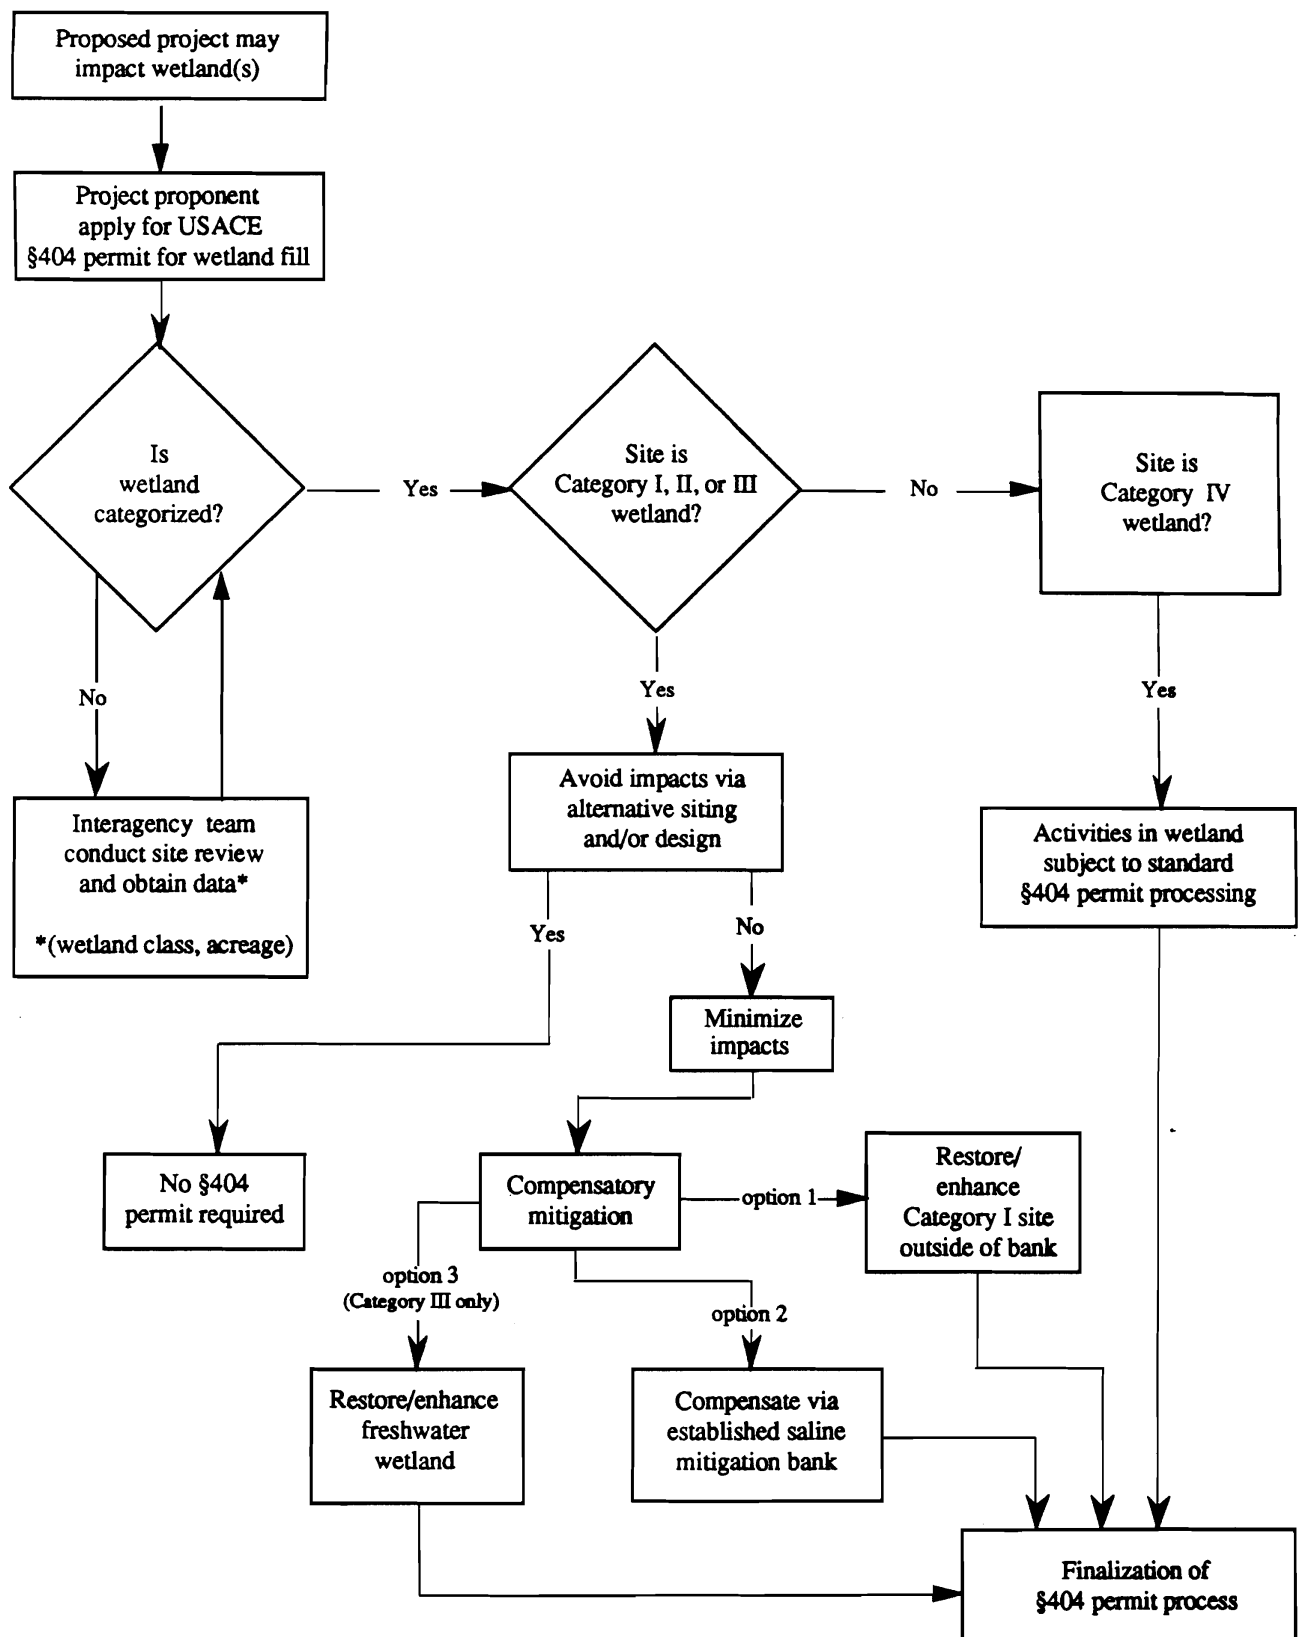 Proposed project may
impact wetland(s)
Project proponent
apply for USACE
§404 permit for wetland fill
Is
wetland
categorized?
Yes
Site is
Category I, II, or III
wetland?
No
Site is
Category IV
wetland?
No
Yes
Yes
Interagency team
conduct site review
and obtain data*
*(wetland class, acreage)
Avoid impacts via
alternative siting
and/or design
Activities in wetland
subject to standard
§404 permit processing
Yes
No
Minimize
impacts
No §404
permit required
Compensatory
mitigation
option 1
Restore/
enhance
Category I site
outside of bank
option 3
(Category III only)
option 2
Restore/enhance
freshwater
wetland
Compensate via
established saline
mitigation bank
Finalization of
§404 permit process